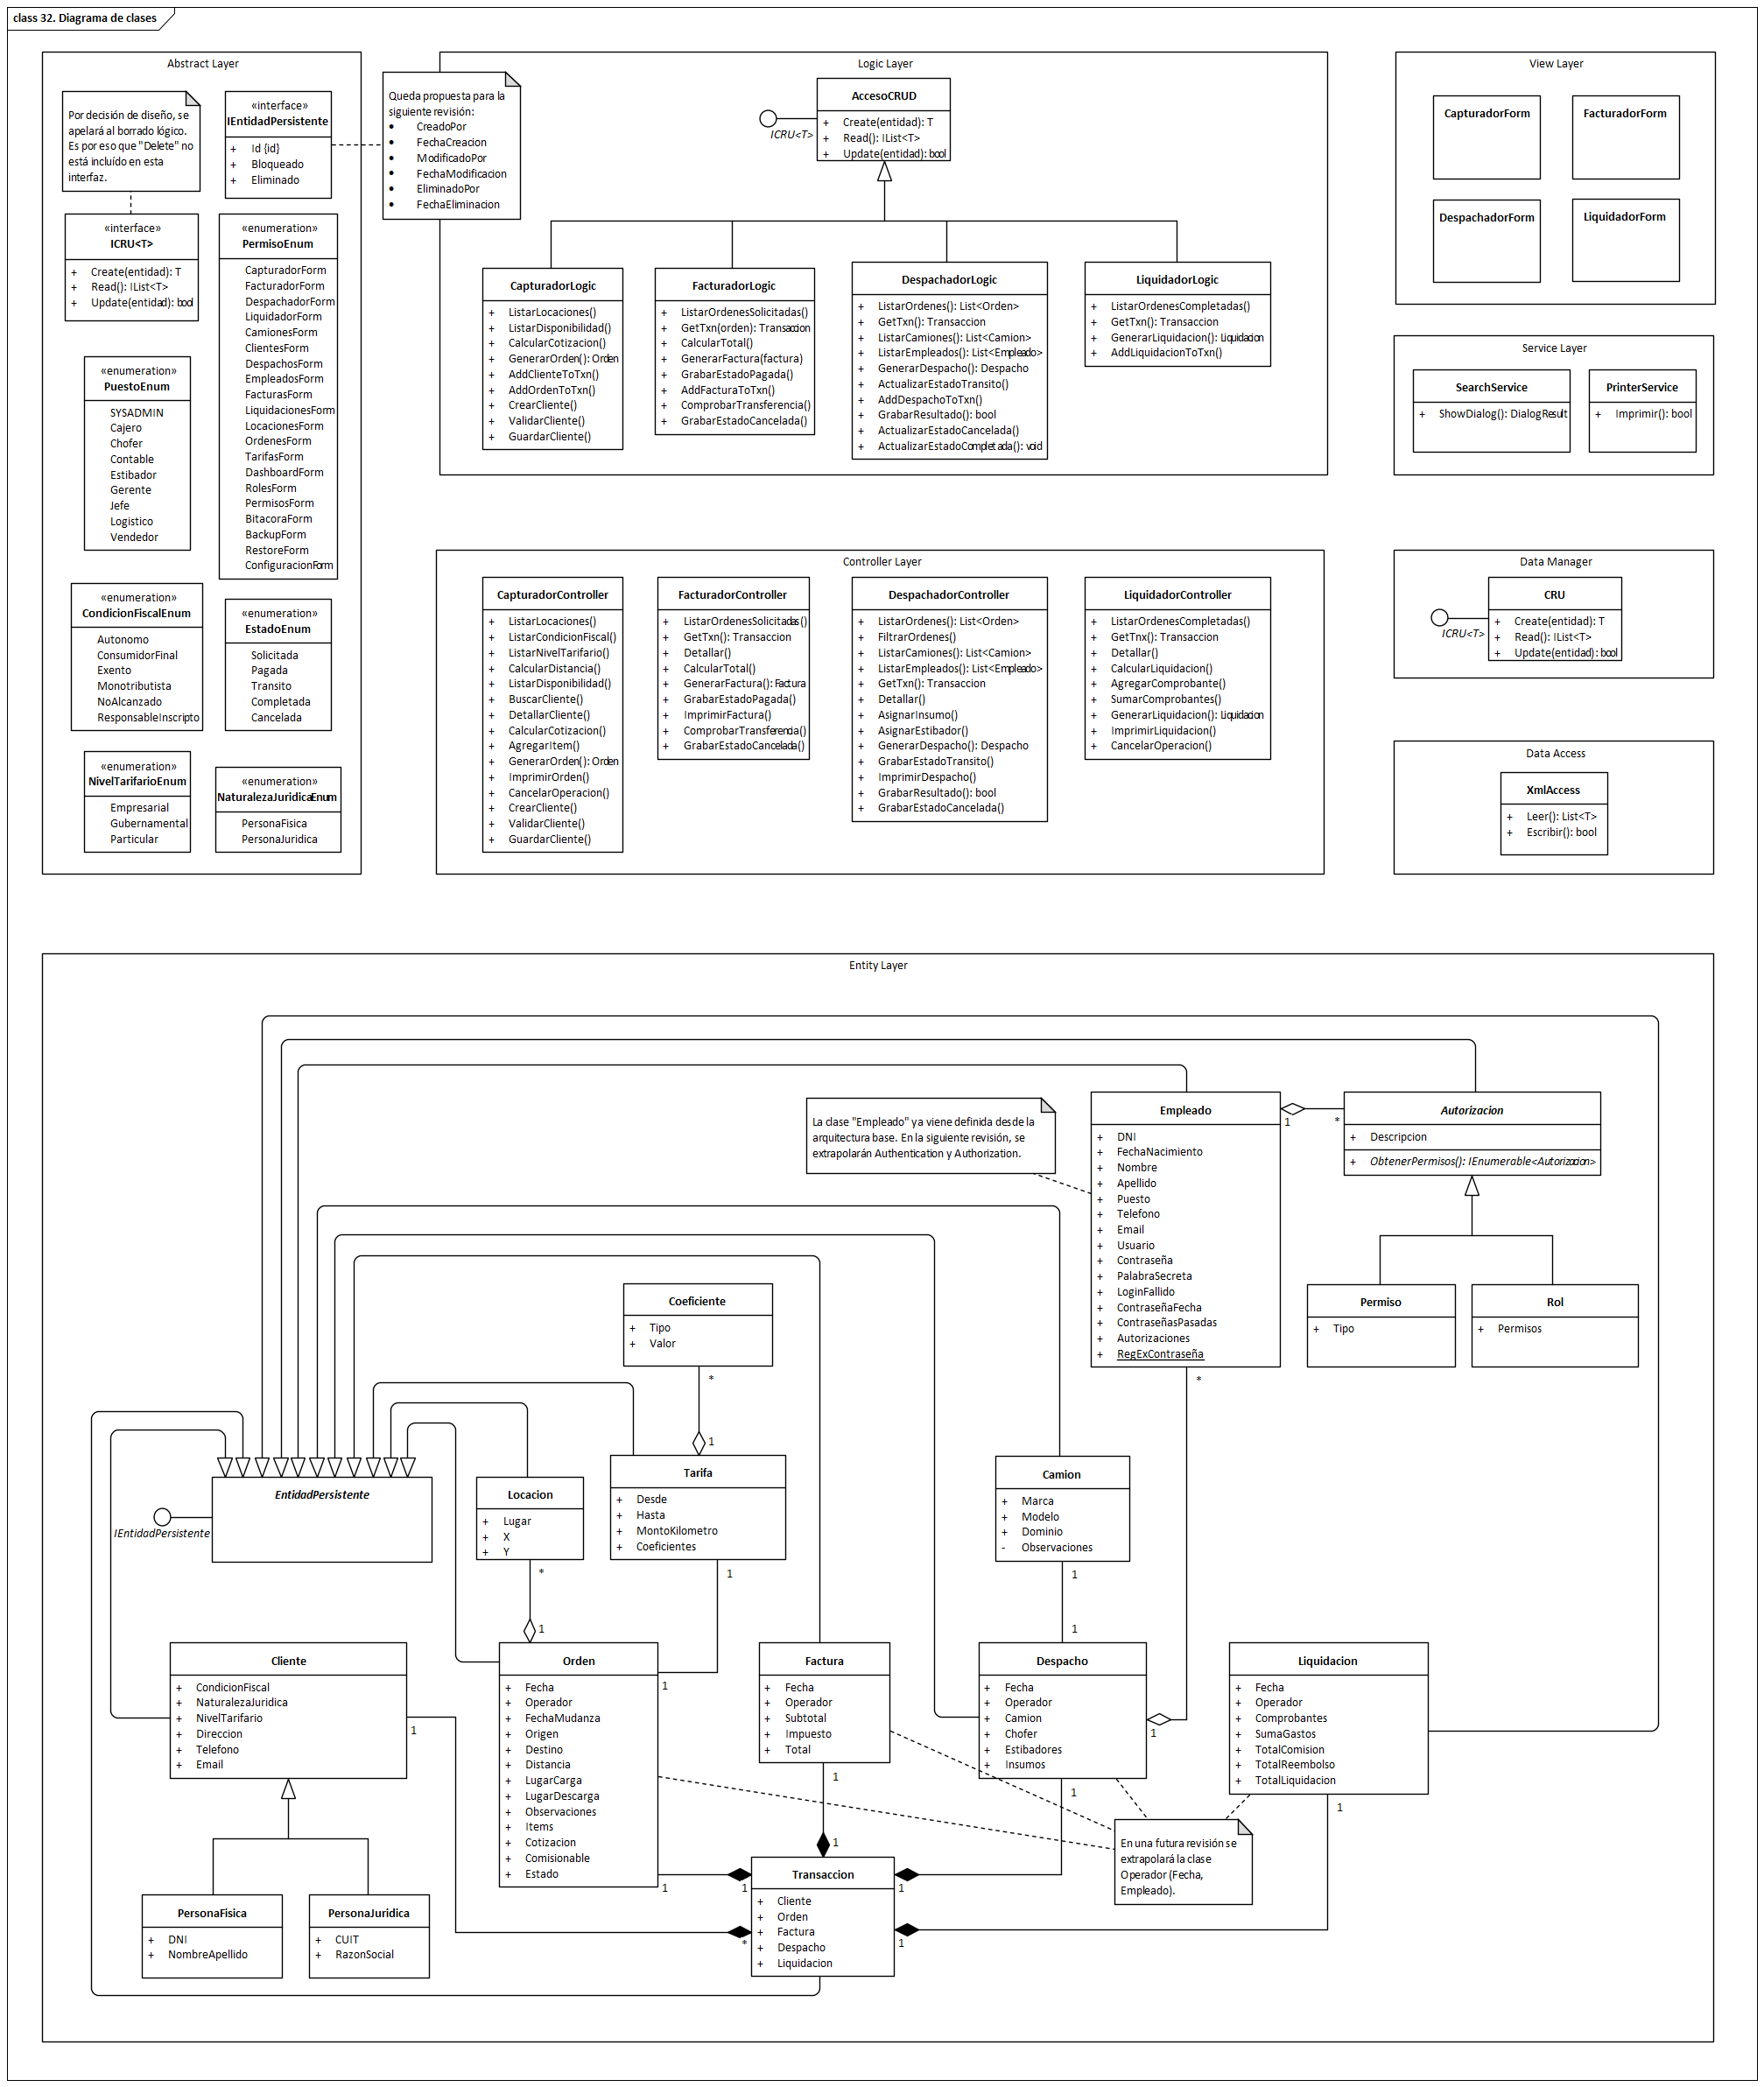 class 32. Diagrama de clases
Abstract Layer
Por decisión de diseño, se
apelará al borrado lógico.
Es por eso que "Delete" no
está incluído en esta
interfaz.
«interface»
IEntidadPersistente
+ Id {id}
+ Bloqueado
+ Eliminado
Queda propuesta para la
siguiente revisión:
• CreadoPor
• FechaCreacion
• ModificadoPor
• FechaModificacion
• EliminadoPor
• FechaEliminacion
«interface»
ICRU<T>
+ Create(entidad): T
+ Read(): IList<T>
+ Update(entidad): bool
«enumeration»
PermisoEnum
CapturadorForm
FacturadorForm
DespachadorForm
LiquidadorForm
CamionesForm
ClientesForm
DespachosForm
EmpleadosForm
FacturasForm
LiquidacionesForm
LocacionesForm
OrdenesForm
TarifasForm
DashboardForm
RolesForm
PermisosForm
BitacoraForm
BackupForm
RestoreForm
ConfiguracionForm
«enumeration»
PuestoEnum
SYSADMIN
Cajero
Chofer
Contable
Estibador
Gerente
Jefe
Logistico
Vendedor
«enumeration»
CondicionFiscalEnum
Autonomo
ConsumidorFinal
Exento
Monotributista
NoAlcanzado
ResponsableInscripto
«enumeration»
EstadoEnum
Solicitada
Pagada
Transito
Completada
Cancelada
«enumeration»
NivelTarifarioEnum
Empresarial
Gubernamental
Particular
«enumeration»
NaturalezaJuridicaEnum
PersonaFisica
PersonaJuridica
Logic Layer
AccesoCRUD
+ Create(entidad): T
+ Read(): IList<T>
+ Update(entidad): bool
ICRU<T>
CapturadorLogic
+ ListarLocaciones()
+ ListarDisponibilidad()
+ CalcularCotizacion()
+ GenerarOrden(): Orden
+ AddClienteToTxn()
+ AddOrdenToTxn()
+ CrearCliente()
+ ValidarCliente()
+ GuardarCliente()
FacturadorLogic
+ ListarOrdenesSolicitadas()
+ GetTxn(orden): Transaccion
+ CalcularTotal()
+ GenerarFactura(factura)
+ GrabarEstadoPagada()
+ AddFacturaToTxn()
+ ComprobarTransferencia()
+ GrabarEstadoCancelada()
DespachadorLogic
+ ListarOrdenes(): List<Orden>
+ GetTxn(): Transaccion
+ ListarCamiones(): List<Camion>
+ ListarEmpleados(): List<Empleado>
+ GenerarDespacho(): Despacho
+ ActualizarEstadoTransito()
+ AddDespachoToTxn()
+ GrabarResultado(): bool
+ ActualizarEstadoCancelada()
+ ActualizarEstadoCompletada(): void
LiquidadorLogic
+ ListarOrdenesCompletadas()
+ GetTxn(): Transaccion
+ GenerarLiquidacion(): Liquidacion
+ AddLiquidacionToTxn()
View Layer
CapturadorForm
FacturadorForm
DespachadorForm
LiquidadorForm
Service Layer
SearchService
+ ShowDialog(): DialogResult
PrinterService
+ Imprimir(): bool
Controller Layer
CapturadorController
+ ListarLocaciones()
+ ListarCondicionFiscal()
+ ListarNivelTarifario()
+ CalcularDistancia()
+ ListarDisponibilidad()
+ BuscarCliente()
+ DetallarCliente()
+ CalcularCotizacion()
+ AgregarItem()
+ GenerarOrden(): Orden
+ ImprimirOrden()
+ CancelarOperacion()
+ CrearCliente()
+ ValidarCliente()
+ GuardarCliente()
FacturadorController
+ ListarOrdenesSolicitadas()
+ GetTxn(): Transaccion
+ Detallar()
+ CalcularTotal()
+ GenerarFactura(): Factura
+ GrabarEstadoPagada()
+ ImprimirFactura()
+ ComprobarTransferencia()
+ GrabarEstadoCancelada()
DespachadorController
+ ListarOrdenes(): List<Orden>
+ FiltrarOrdenes()
+ ListarCamiones(): List<Camion>
+ ListarEmpleados(): List<Empleado>
+ GetTxn(): Transaccion
+ Detallar()
+ AsignarInsumo()
+ AsignarEstibador()
+ GenerarDespacho(): Despacho
+ GrabarEstadoTransito()
+ ImprimirDespacho()
+ GrabarResultado(): bool
+ GrabarEstadoCancelada()
LiquidadorController
+ ListarOrdenesCompletadas()
+ GetTnx(): Transaccion
+ Detallar()
+ CalcularLiquidacion()
+ AgregarComprobante()
+ SumarComprobantes()
+ GenerarLiquidacion(): Liquidacion
+ ImprimirLiquidacion()
+ CancelarOperacion()
Data Manager
CRU
+ Create(entidad): T
+ Read(): IList<T>
+ Update(entidad): bool
ICRU<T>
Data Access
XmlAccess
+ Leer(): List<T>
+ Escribir(): bool
Entity Layer
La clase "Empleado" ya viene definida desde la
arquitectura base. En la siguiente revisión, se
extrapolarán Authentication y Authorization.
Empleado
+ DNI
+ FechaNacimiento
+ Nombre
+ Apellido
+ Puesto
+ Telefono
+ Email
+ Usuario
+ Contraseña
+ PalabraSecreta
+ LoginFallido
+ ContraseñaFecha
+ ContraseñasPasadas
+ Autorizaciones
+ RegExContraseña
1
*
Autorizacion
+ Descripcion
+ ObtenerPermisos(): IEnumerable<Autorizacion>
Permiso
+ Tipo
Rol
+ Permisos
*
Coeficiente
+ Tipo
+ Valor
*
1
Tarifa
+ Desde
+ Hasta
+ MontoKilometro
+ Coeficientes
1
EntidadPersistente
IEntidadPersistente
Locacion
+ Lugar
+ X
+ Y
*
1
Camion
+ Marca
+ Modelo
+ Dominio
- Observaciones
1
1
Cliente
+ CondicionFiscal
+ NaturalezaJuridica
+ NivelTarifario
+ Direccion
+ Telefono
+ Email
1
Orden
+ Fecha
+ Operador
+ FechaMudanza
+ Origen
+ Destino
+ Distancia
+ LugarCarga
+ LugarDescarga
+ Observaciones
+ Items
+ Cotizacion
+ Comisionable
+ Estado
1
1
Factura
+ Fecha
+ Operador
+ Subtotal
+ Impuesto
+ Total
1
1
Despacho
+ Fecha
+ Operador
+ Camion
+ Chofer
+ Estibadores
+ Insumos
1
1
Liquidacion
+ Fecha
+ Operador
+ Comprobantes
+ SumaGastos
+ TotalComision
+ TotalReembolso
+ TotalLiquidacion
1
En una futura revisión se
extrapolará la clase
Operador (Fecha,
Empleado).
PersonaFisica
+ DNI
+ NombreApellido
PersonaJuridica
+ CUIT
+ RazonSocial
Transaccion
+ Cliente
+ Orden
+ Factura
+ Despacho
+ Liquidacion
1
*
1
1